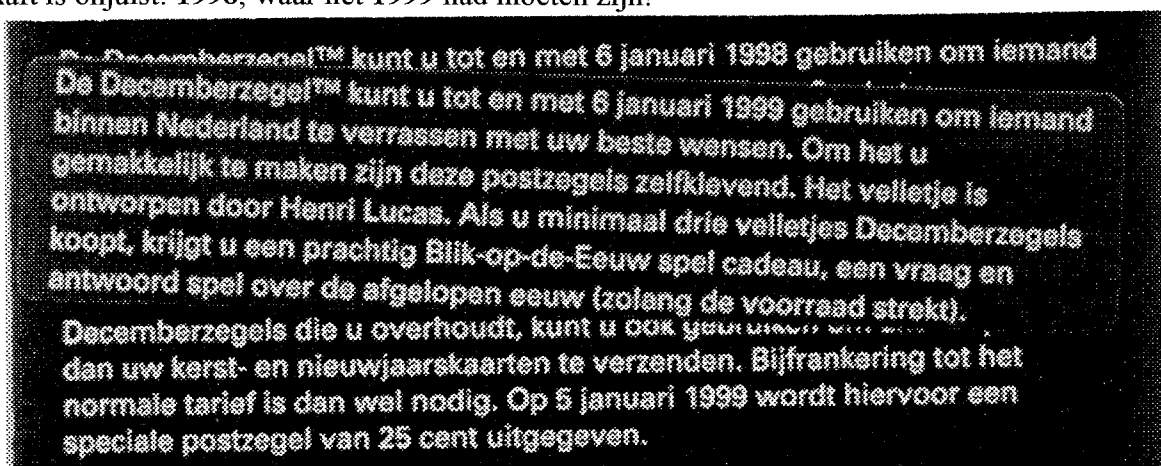 is onjuist: 1998, waar het 1999 had moeten zijn!
Decemberzegel™ kunt u tot en met 6 januari 1998 gebruiken om iemand
De Decemberzegel™ kunt u tot en met 6 januari 1999 gebruiken om iemand
binnen Nederland te verrassen met uw beste wensen. Om het u
gemakkelijk te maken zijn deze postzegels zelfklevend. Het velletje is
ontworpen door Henri Lucas. Als u minimaal drie velletjes Decemberzegels
koopt, krijgt u een prachtig Blik-op-de-Eeuw spel cadeau, een vraag en
antwoord spel over de afgelopen eeuw (zolang de voorraad strekt).
Decemberzegels die u overhoudt, kunt u ook
dan uw kerst- en nieuwjaarskaarten te verzenden. Bijfrankering tot het
normale tarief is dan wel nodig. Op 5 januari 1999 wordt hiervoor een
speciale postzegel van 25 cent uitgegeven.